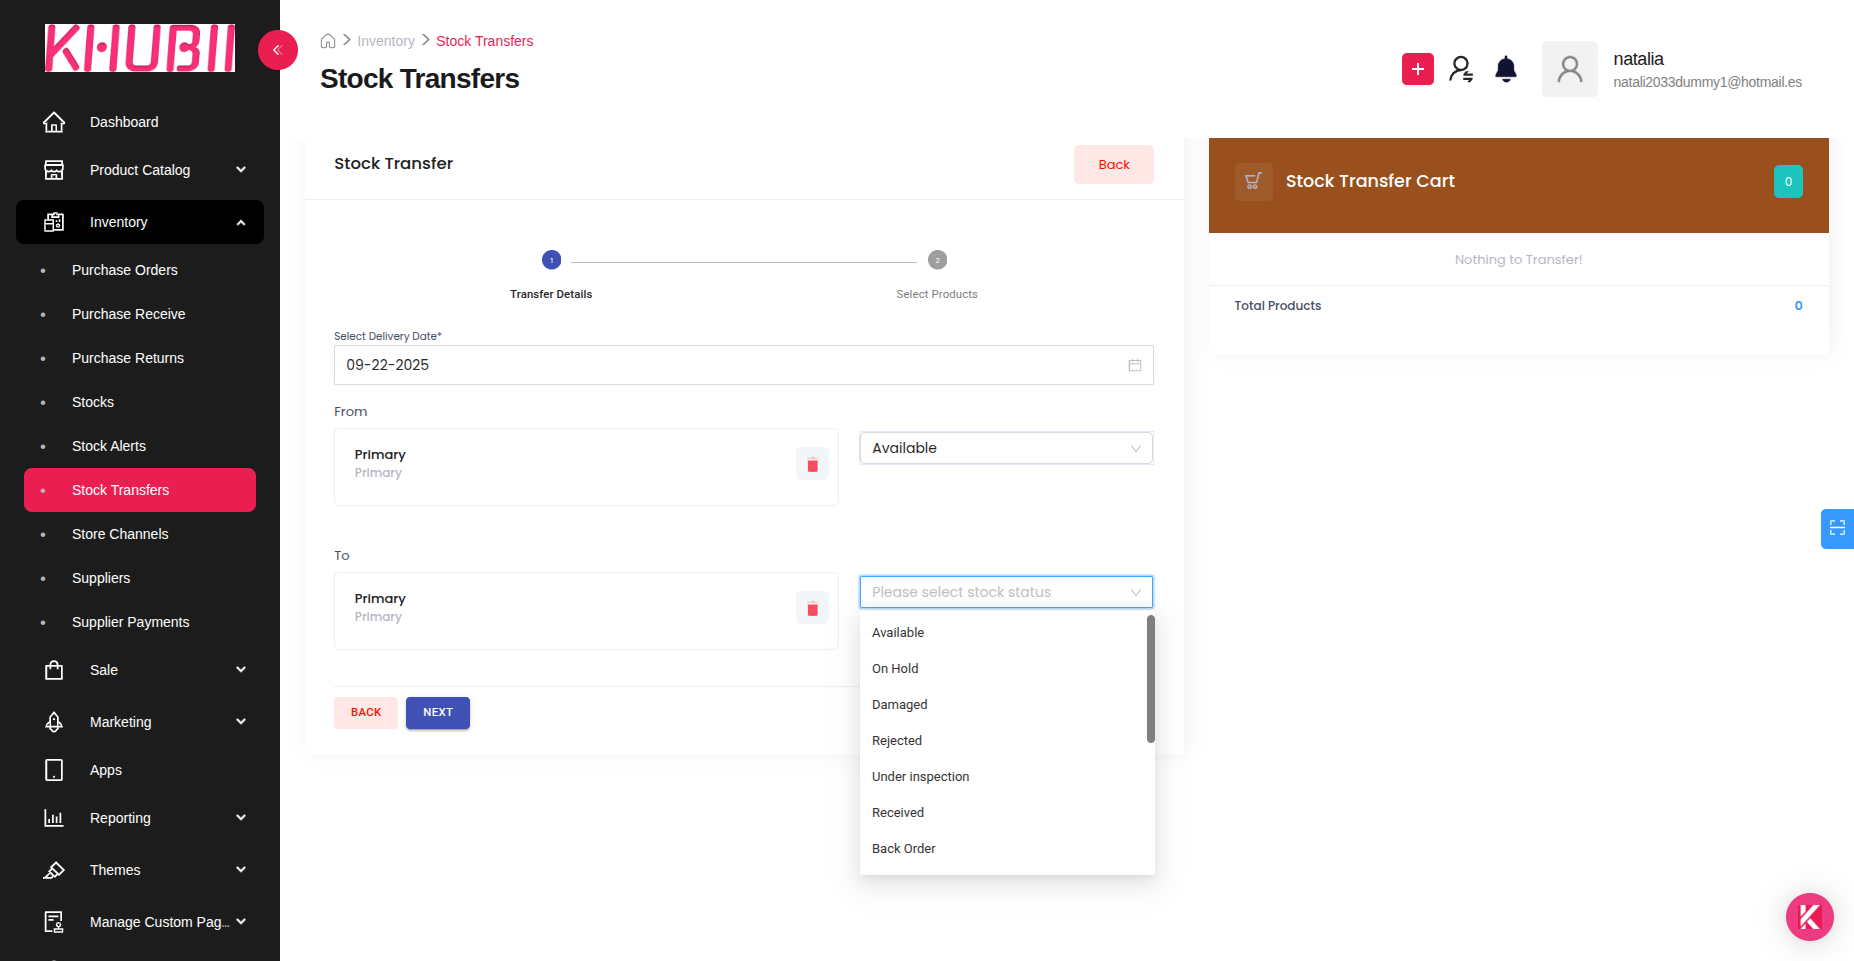 KHUBII
Dashboard
Product Catalog
Inventory
Purchase Orders
Purchase Receive
Purchase Returns
Stocks
Stock Alerts
Stock Transfers
Store Channels
Suppliers
Supplier Payments
Sale
Marketing
Apps
Reporting
Themes
Manage Custom Pag...
Inventory
Stock Transfers
Stock Transfers
natalia
natali2033dummy1@hotmail.es
Stock Transfer
Back
1
2
Transfer Details
Select Products
Select Delivery Date*
09-22-2025
From
Primary
Primary
Available
To
Primary
Primary
Please select stock status
Available
On Hold
Damaged
Rejected
Under inspection
Received
Back Order
BACK
NEXT
Stock Transfer Cart
0
Nothing to Transfer!
Total Products
0
K